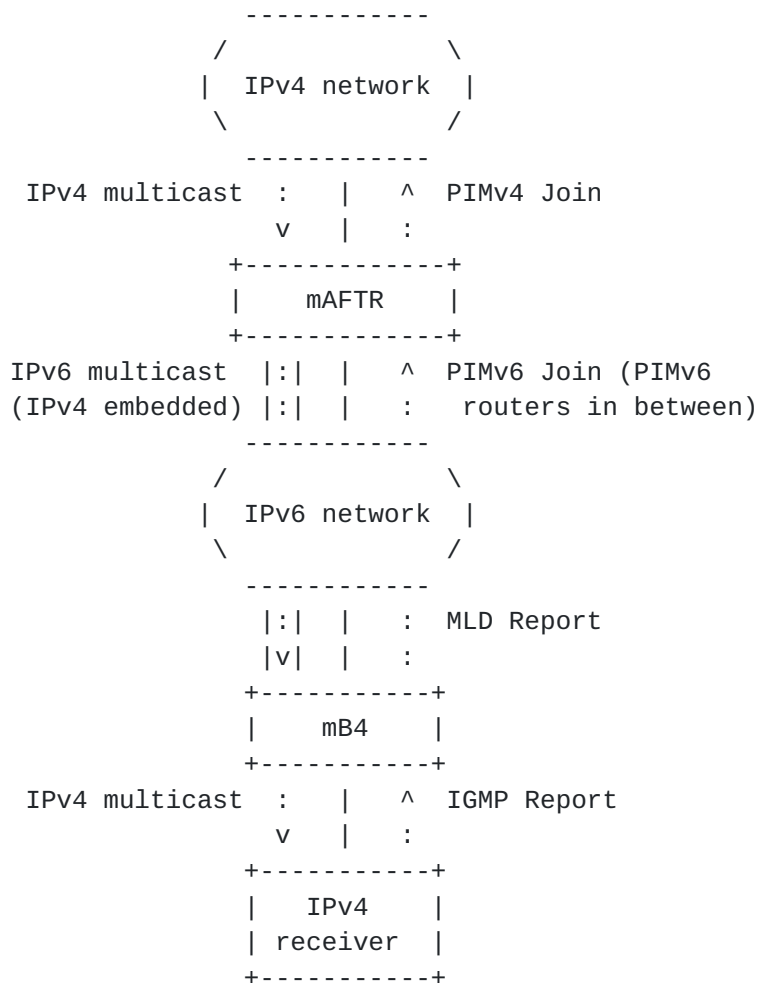 IPv4 network
IPv4 multicast : | ^ PIMv4 Join
v | :
mAFTR
IPv6 multicast |:| | ^ PIMv6 Join (PIMv6
(IPv4 embedded) |:| | : routers in between)
IPv6 network
|:| | : MLD Report
|v| | :
mB4
IPv4 multicast : | ^ IGMP Report
v | :
IPv4
receiver